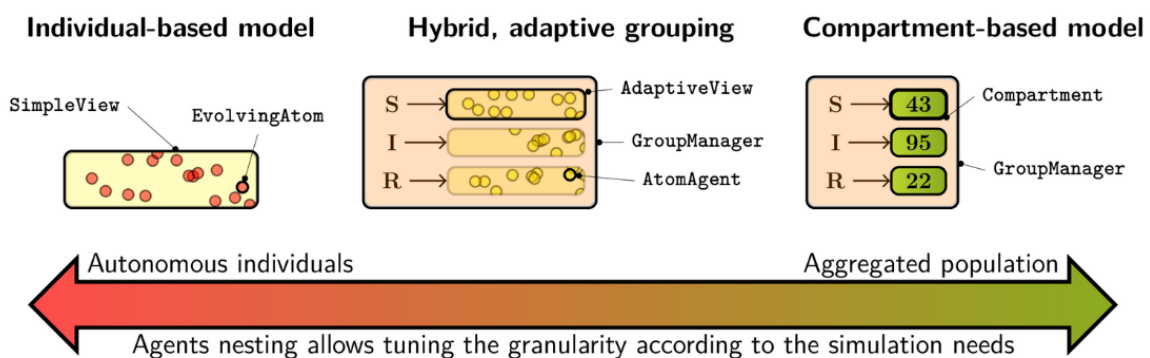 Individual-based model
SimpleView
EvolvingAtom
Hybrid, adaptive grouping
S
I
R
AdaptiveView
GroupManager
AtomAgent
Compartment-based model
S 43
I 95
R 22
Compartment
GroupManager
Autonomous individuals
Aggregated population
Agents nesting allows tuning the granularity according to the simulation needs